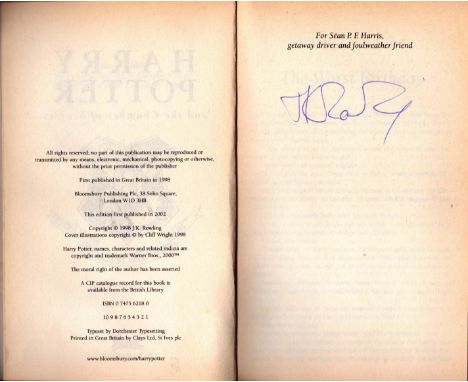 All rights reserved; no part of this publication may be reproduced or
transmitted by any means, electronic, mechanical, photocopying or otherwise,
without the prior permission of the publisher
First published in Great Britain in 1998
Bloomsbury Publishing Plc, 38 Soho Square,
London W1D 3HB
This edition first published in 2002
Copyright © 1998 J.K. Rowling
Cover illustrations copyright © by Cliff Wright 1998
Harry Potter, names, characters and related indicia are
copyright and trademark Warner Bros., 2000™
The moral right of the author has been asserted
A CIP catalogue record for this book is
available from the British Library
ISBN 0 7475 6218 0
10 9 8 7 6 5 4 3 2 1
Typeset by Dorchester Typesetting
Printed in Great Britain by Clays Ltd, St Ives plc
www.bloomsbury.com/harrypotter
For Séan P. F. Harris,
getaway driver and foulweather friend